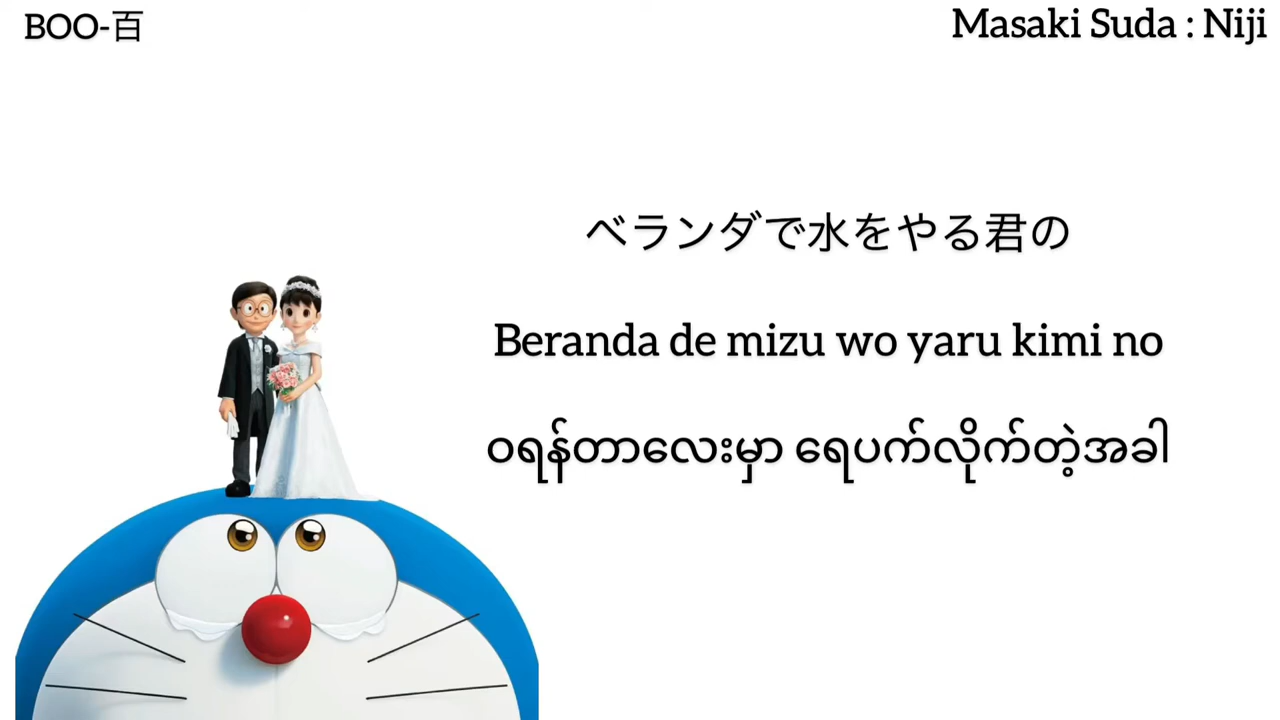 BOO-百
Masaki Suda : Niji
ベランダで水をやる君の
Beranda de mizu wo yaru kimi no
ဝရန်တာလေးမှာ ရေပက်လိုက်တဲ့အခါ